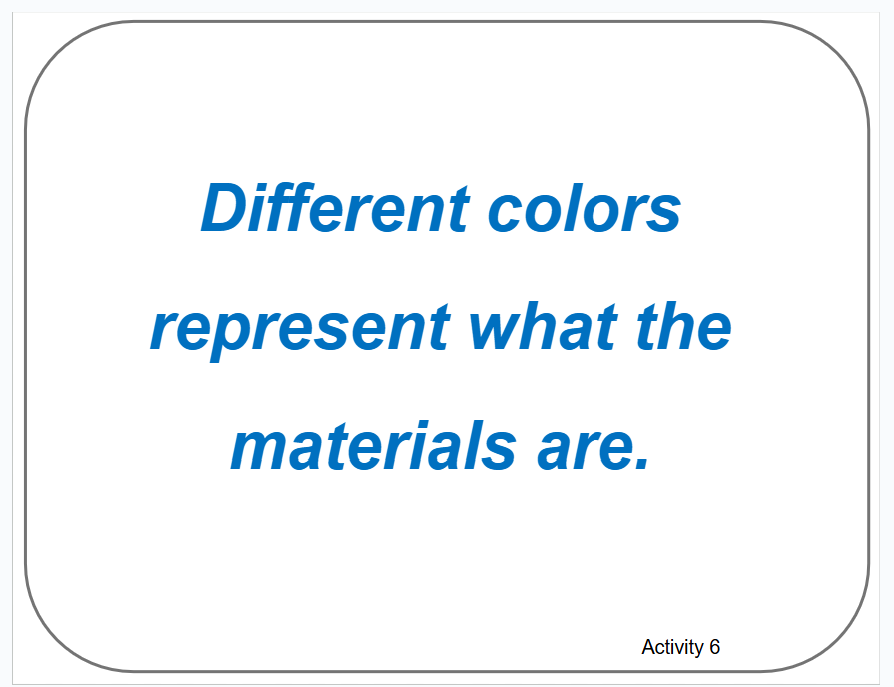 Different colors
represent what the
materials are.
Activity 6